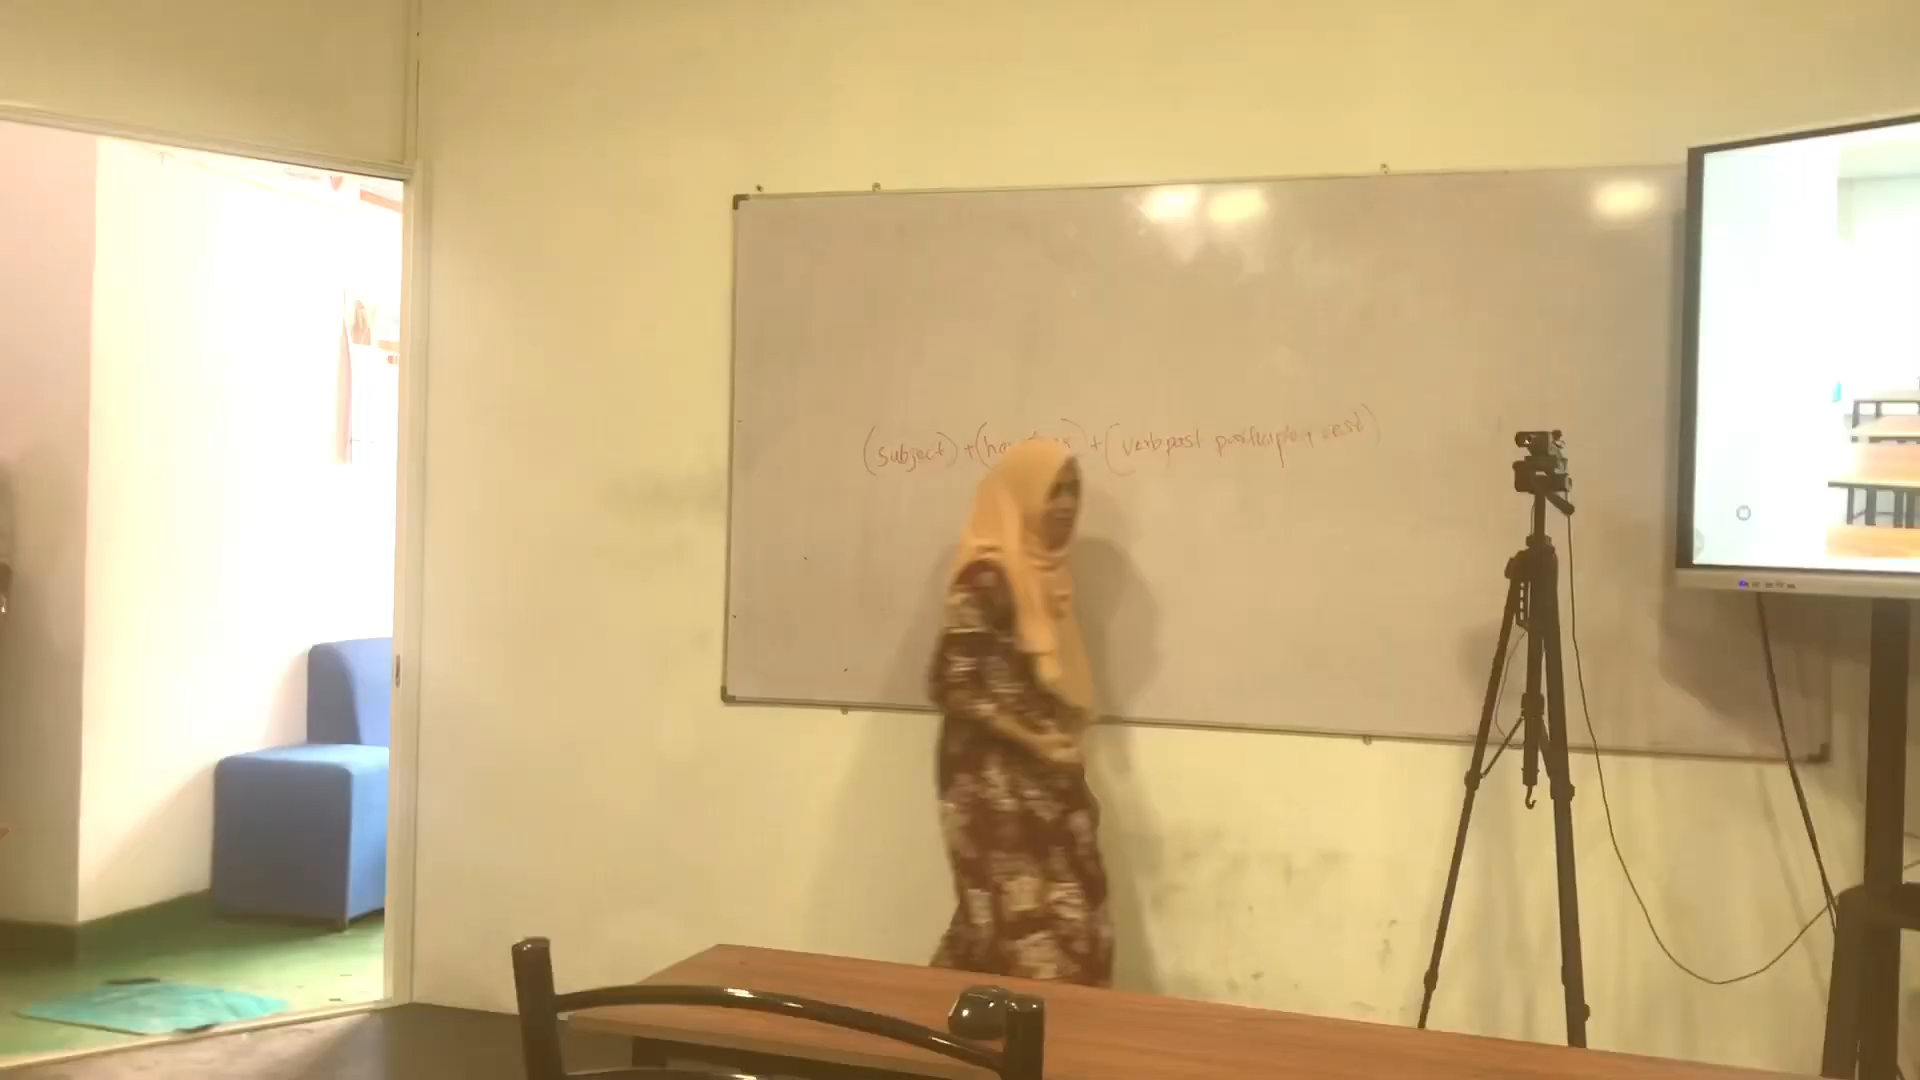 (Subject) + (ha + (verb past participle + rest)